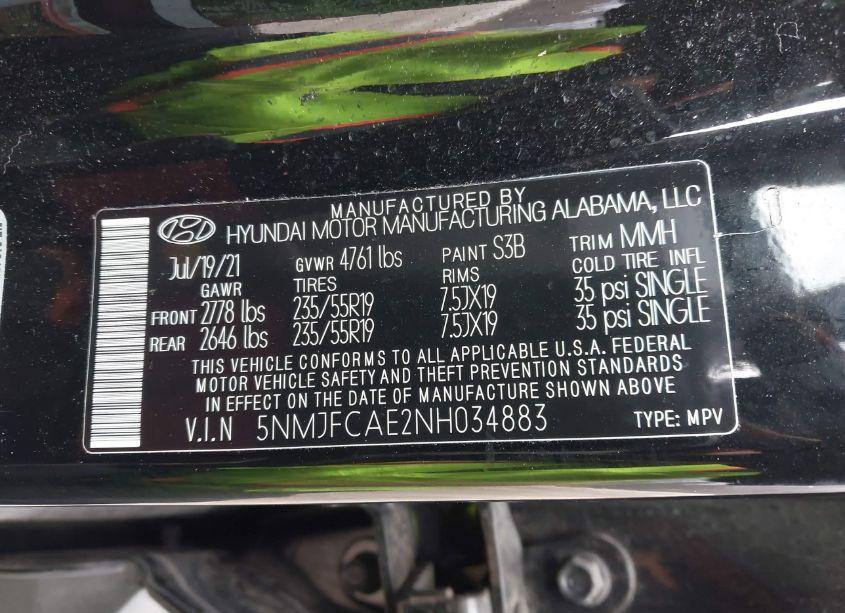 MANUFACTURED BY
HYUNDAI MOTOR MANUFACTURING ALABAMA, LLC
Jul/19/21 GVWR 4761 lbs PAINT S3B TRIM MMH
GAWR TIRES RIMS COLD TIRE INFL
FRONT 2778 lbs 235/55R19 7.5JX19 35 psi SINGLE
REAR 2646 lbs 235/55R19 7.5JX19 35 psi SINGLE
THIS VEHICLE CONFORMS TO ALL APPLICABLE U.S.A. FEDERAL
MOTOR VEHICLE SAFETY AND THEFT PREVENTION STANDARDS
IN EFFECT ON THE DATE OF MANUFACTURE SHOWN ABOVE
V.I.N 5NMJFCAE2NH034883 TYPE: MPV